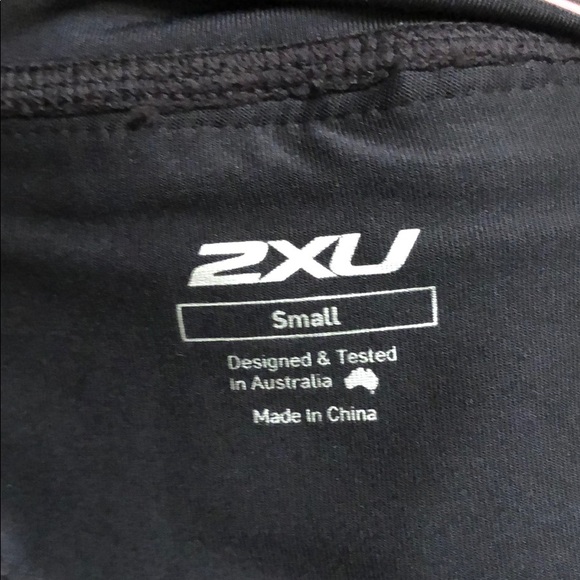 2XU
Small
Designed & Tested
in Australia
Made in China